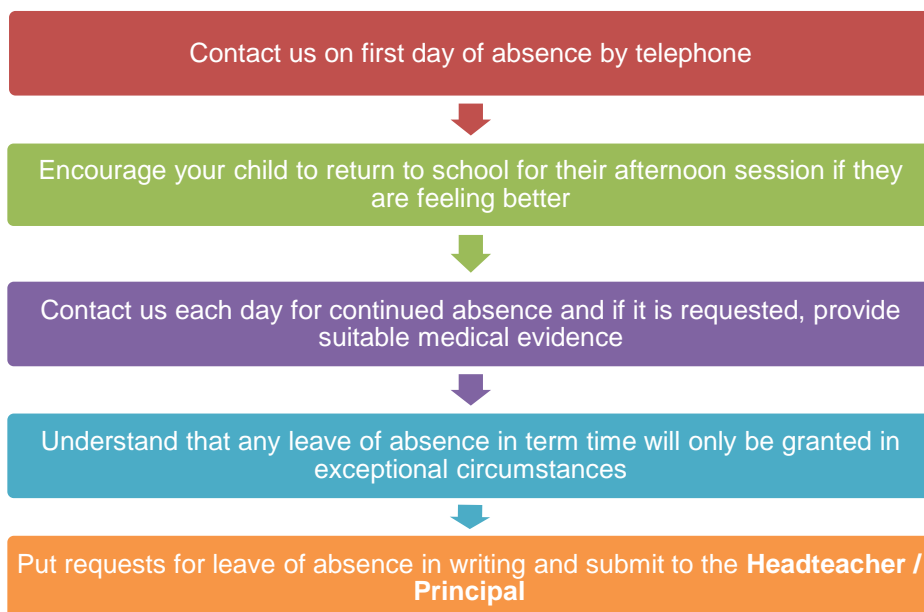 Contact us on first day of absence by telephone
Encourage your child to return to school for their afternoon session if they
are feeling better
Contact us each day for continued absence and if it is requested, provide
suitable medical evidence
Understand that any leave of absence in term time will only be granted in
exceptional circumstances
Put requests for leave of absence in writing and submit to the Headteacher /
Principal